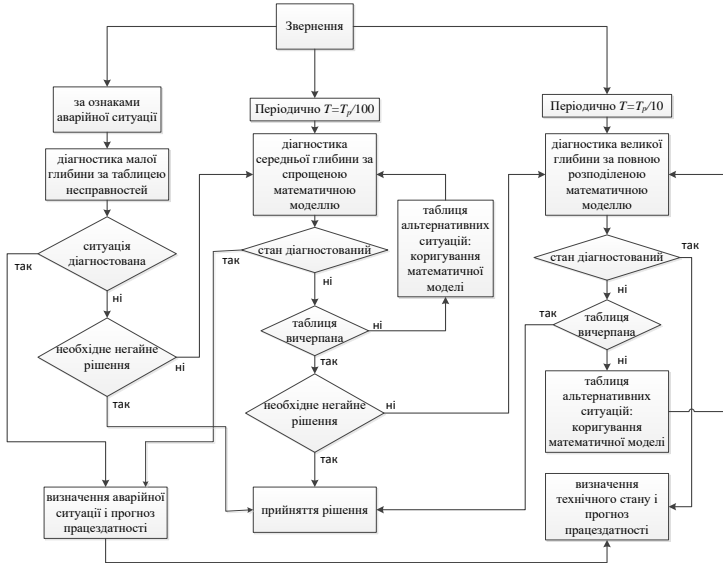 Звернення
за ознаками
аварійної ситуації
діагностика малої
глибини за таблицею
несправностей
ситуація
діагностована
так
ні
необхідне негайне
рішення
ні
так
визначення аварійної
ситуації і прогноз
працездатності
Періодично T=Tp/100
діагностика
середньої глибини за
спрощеною
математичною
моделлю
стан діагностований
так
ні
таблиця
вичерпана
ні
так
таблиця
альтернативних
ситуацій:
коригування
математичної
моделі
необхідне негайне
рішення
ні
так
прийняття рішення
Періодично T=Tp/10
діагностика великої
глибини за повною
розподіленою
математичною
моделлю
стан діагностований
так
ні
таблиця
вичерпана
так
ні
таблиця
альтернативних
ситуацій:
коригування
математичної моделі
визначення
технічного стану і
прогноз
працездатності